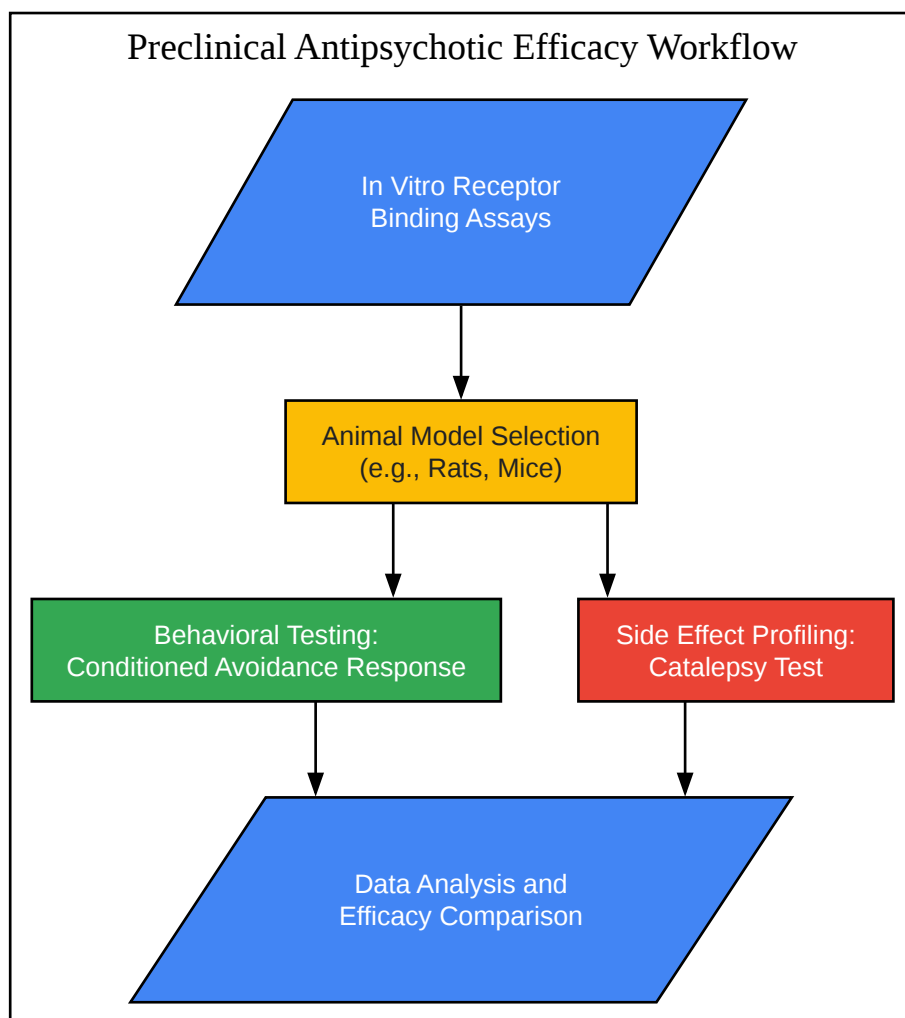 Preclinical Antipsychotic Efficacy Workflow
In Vitro Receptor
Binding Assays
Animal Model Selection
(e.g., Rats, Mice)
Behavioral Testing:
Conditioned Avoidance Response
Side Effect Profiling:
Catalepsy Test
Data Analysis and
Efficacy Comparison